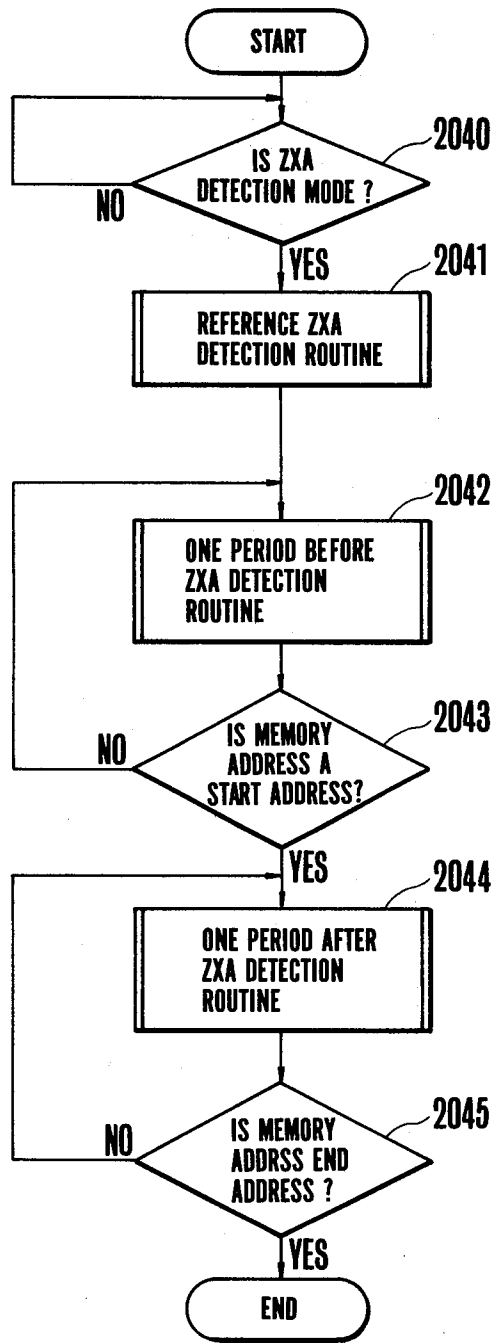 START
2040
IS ZXA
DETECTION MODE ?
NO
YES
2041
REFERENCE ZXA
DETECTION ROUTINE
2042
ONE PERIOD BEFORE
ZXA DETECTION
ROUTINE
2043
NO
IS MEMORY
ADDRESS A
START ADDRESS?
YES
2044
ONE PERIOD AFTER
ZXA DETECTION
ROUTINE
2045
NO
IS MEMORY
ADDRSS END
ADDRESS ?
YES
END